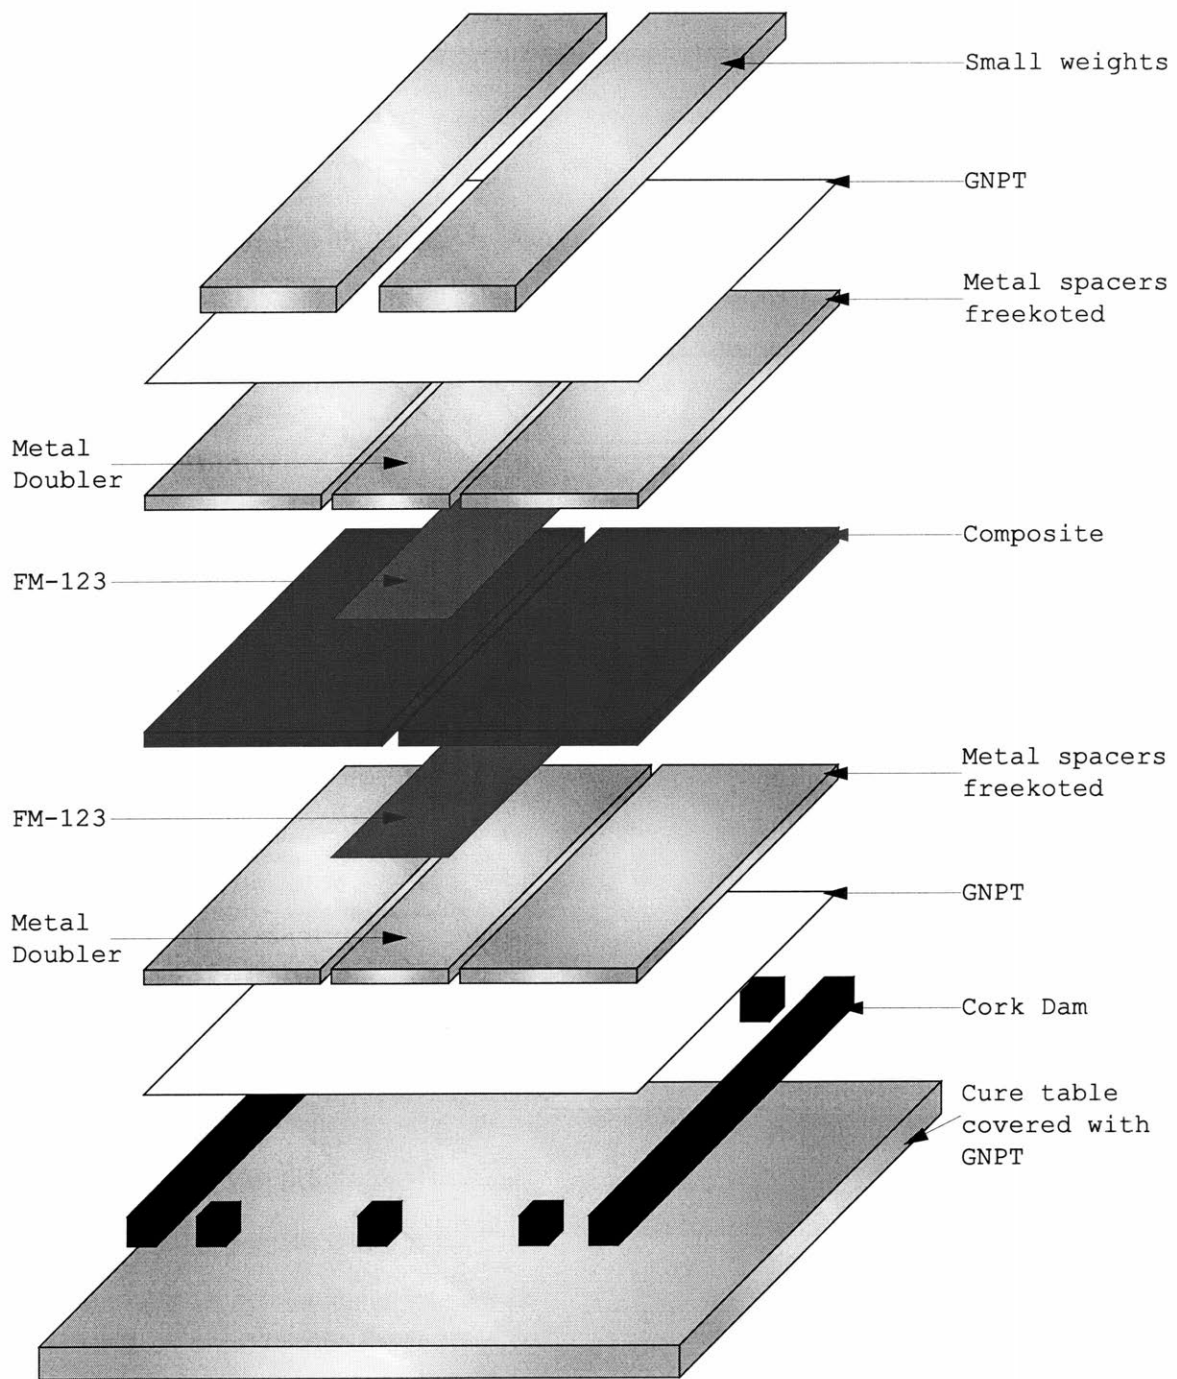 Small weights
GNPT
Metal spacers
freekoted
Metal
Doubler
Composite
FM-123
Metal spacers
freekoted
FM-123
GNPT
Metal
Doubler
Cork Dam
Cure table
covered with
GNPT